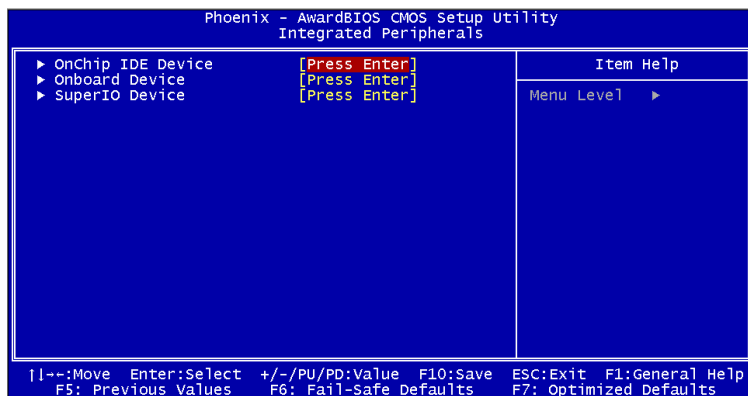 Phoenix - AwardBIOS CMOS Setup Utility
Integrated Peripherals
▶ OnChip IDE Device [Press Enter]
▶ Onboard Device [Press Enter]
▶ SuperIO Device [Press Enter]
Item Help
Menu Level ▶
↑↓→←:Move Enter:Select +/-/PU/PD:Value F10:Save ESC:Exit F1:General Help
F5: Previous Values F6: Fail-Safe Defaults F7: Optimized Defaults